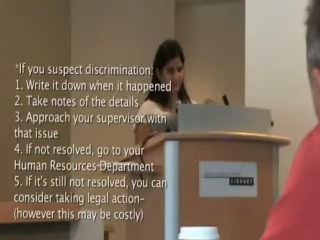 *If you suspect discrimination:
1. Write it down when it happened
2. Take notes of the details
3. Approach your supervisor with
that issue
4. If not resolved, go to your
Human Resources Department
5. If it's still not resolved, you can
consider taking legal action-
(however this may be costly)
LIBRARY